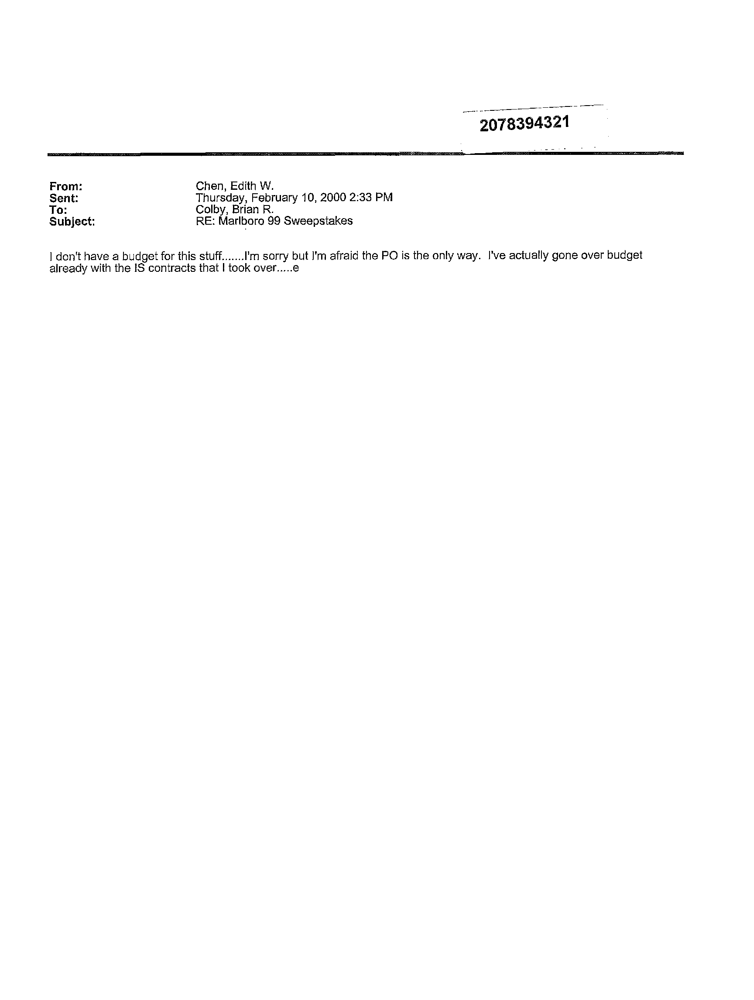 2078394321
From: Chen, Edith W.
Sent: Thursday, February 10, 2000 2:33 PM
To: Colby, Brian R.
Subject: RE: Marlboro 99 Sweepstakes
I don't have a budget for this stuff.......I'm sorry but I'm afraid the PO is the only way.  I've actually gone over budget
already with the IS contracts that I took over.....e